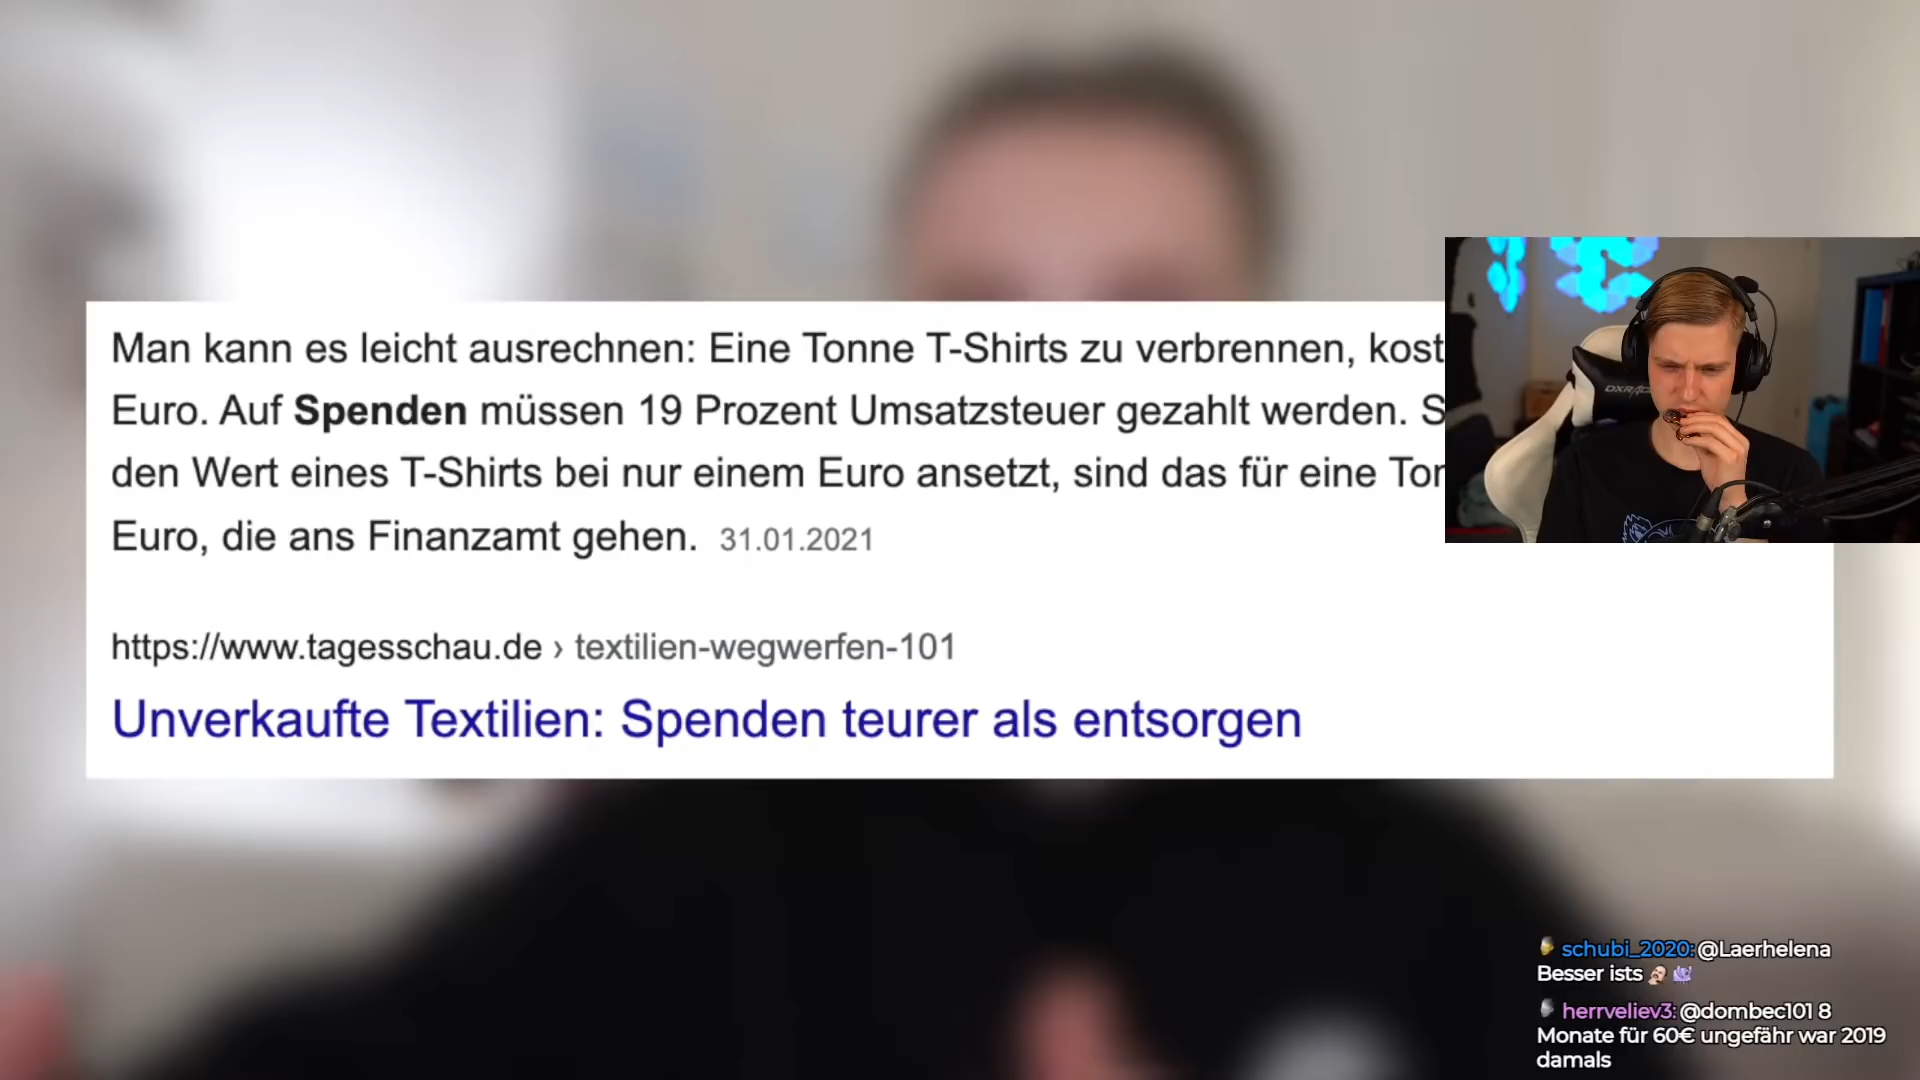 Man kann es leicht ausrechnen: Eine Tonne T-Shirts zu verbrennen,
Euro. Auf Spenden müssen 19 Prozent Umsatzsteuer gezahlt werden.
den Wert eines T-Shirts bei nur einem Euro ansetzt, sind das für eine
Euro, die ans Finanzamt gehen. 31.01.2021
https://www.tagesschau.de › textilien-wegwerfen-101
Unverkaufte Textilien: Spenden teurer als entsorgen
schubi_2020: @Laerhelena
Besser ists
herrveliev3: @dombec101 8
Monate für 60€ ungefähr war 2019
damals